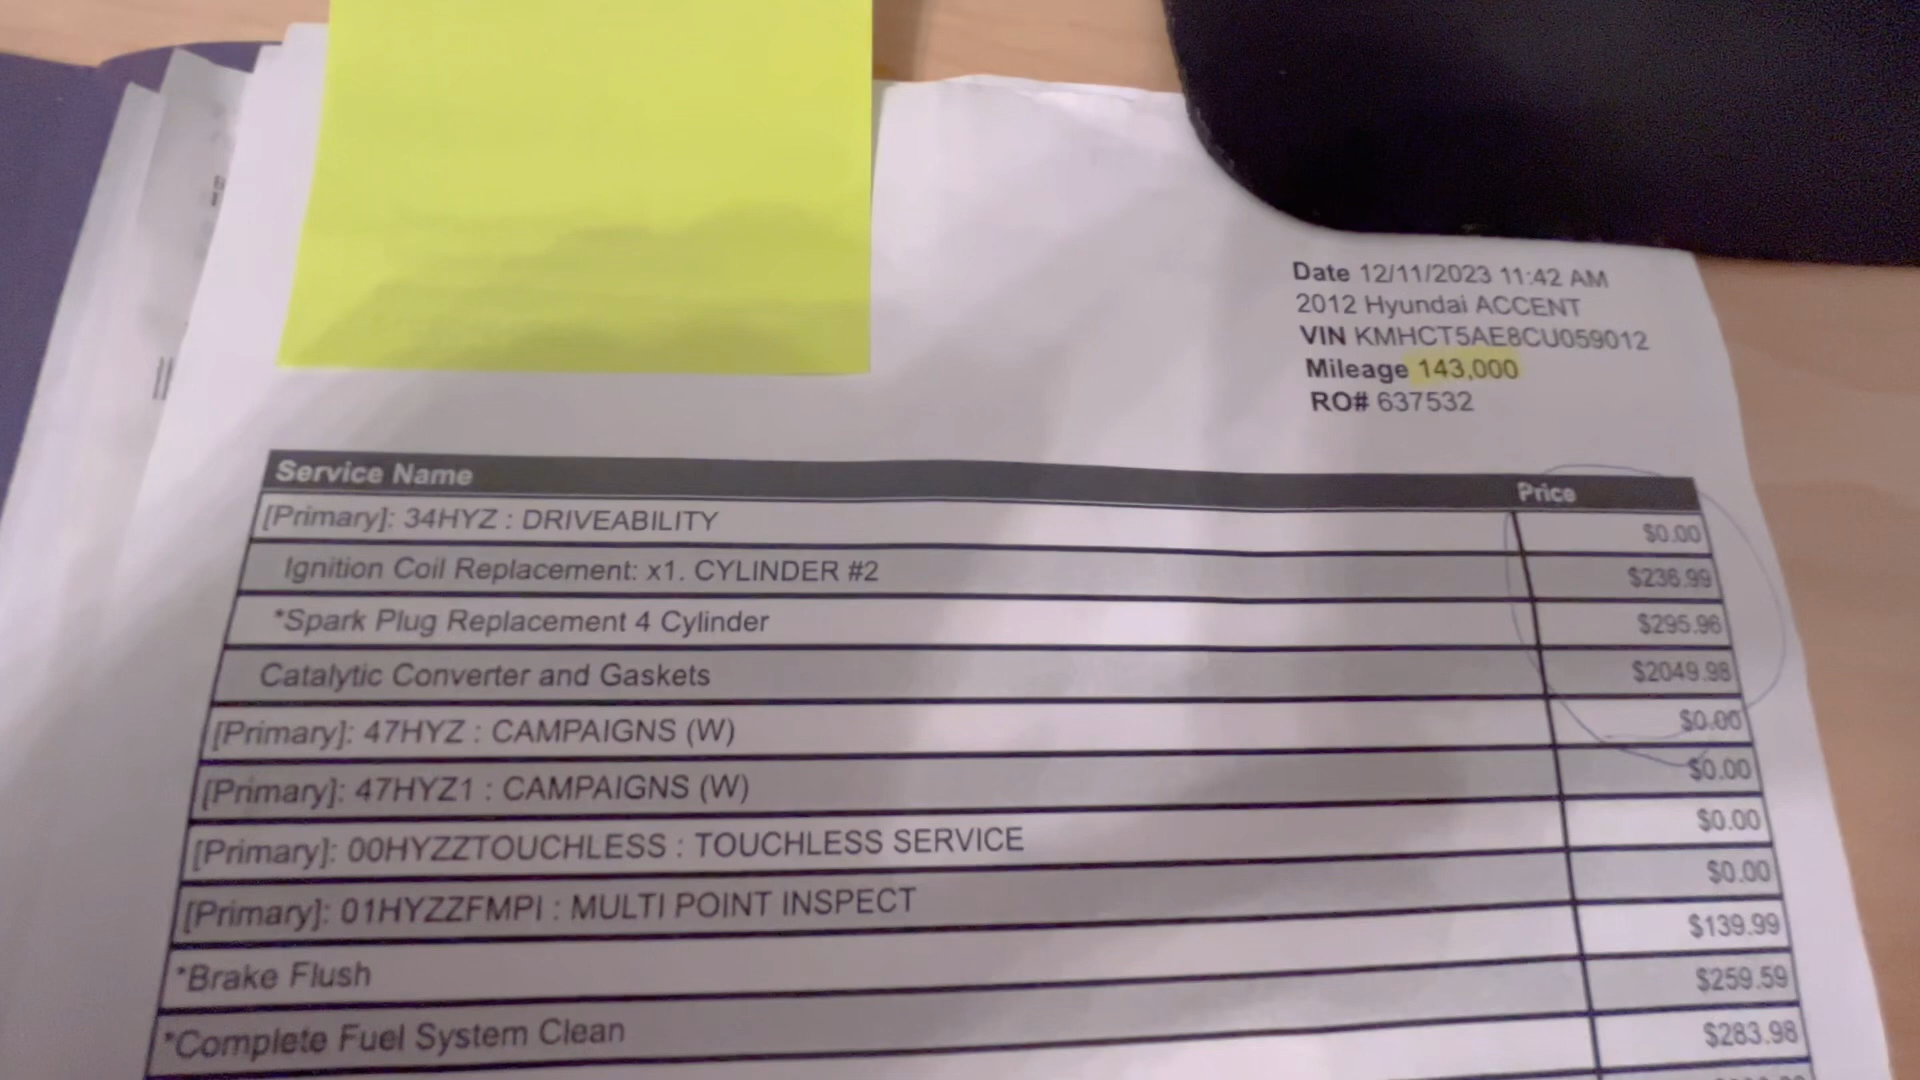 Date 12/11/2023 11:42 AM
2012 Hyundai ACCENT
VIN KMHCT5AE8CU059012
Mileage 143,000
RO# 637532
Service Name Price
[Primary]: 34HYZ : DRIVEABILITY $0.00
Ignition Coil Replacement: x1. CYLINDER #2 $236.99
*Spark Plug Replacement 4 Cylinder $295.96
Catalytic Converter and Gaskets $2049.98
[Primary]: 47HYZ : CAMPAIGNS (W) $0.00
[Primary]: 47HYZ1 : CAMPAIGNS (W) $0.00
[Primary]: 00HYZZTOUCHLESS : TOUCHLESS SERVICE $0.00
[Primary]: 01HYZZFMPI : MULTI POINT INSPECT $0.00
*Brake Flush $139.99
*Complete Fuel System Clean $259.59
$283.98